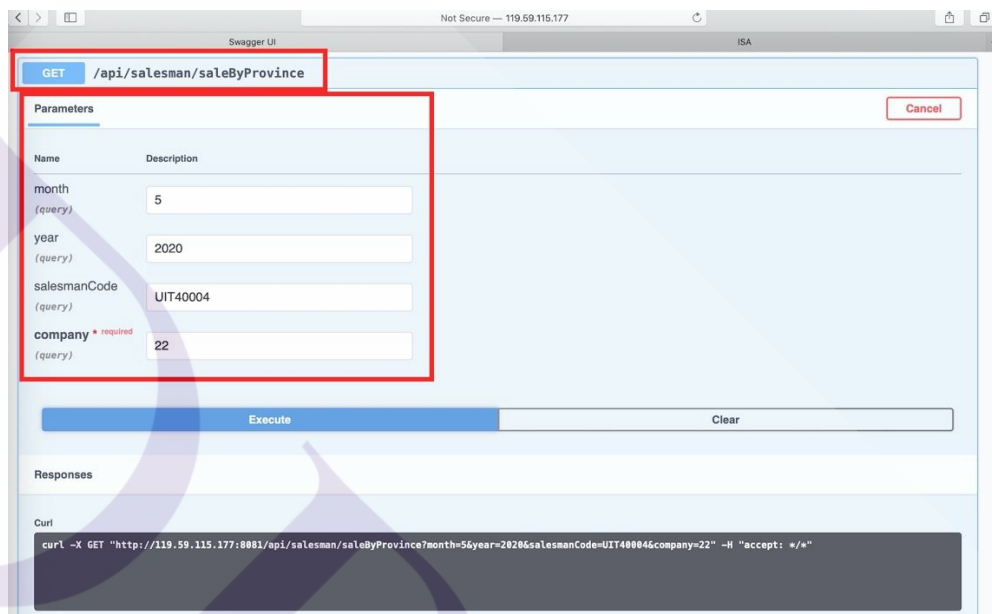 Not Secure — 119.59.115.177
Swagger UI
ISA
GET /api/salesman/saleByProvince
Parameters
Cancel
Name Description
month
(query)
5
year
(query)
2020
salesmanCode
(query)
UIT40004
company * required
(query)
22
Execute
Clear
Responses
Curl
curl -X GET "http://119.59.115.177:8081/api/salesman/saleByProvince?month=5&year=2020&salesmanCode=UIT40004&company=22" -H "accept: */*"